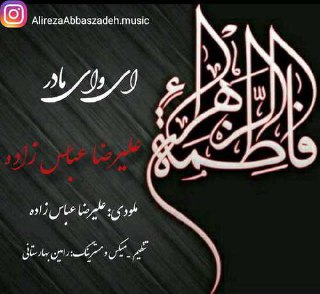 AlirezaAbbaszadeh.music
فاطمة الزهراء
ای وای مادر
علیرضا عباس زاده
ملودی: علیرضا عباس زاده
تنظیم - میکس و مسترینگ: رامین بهارستانی